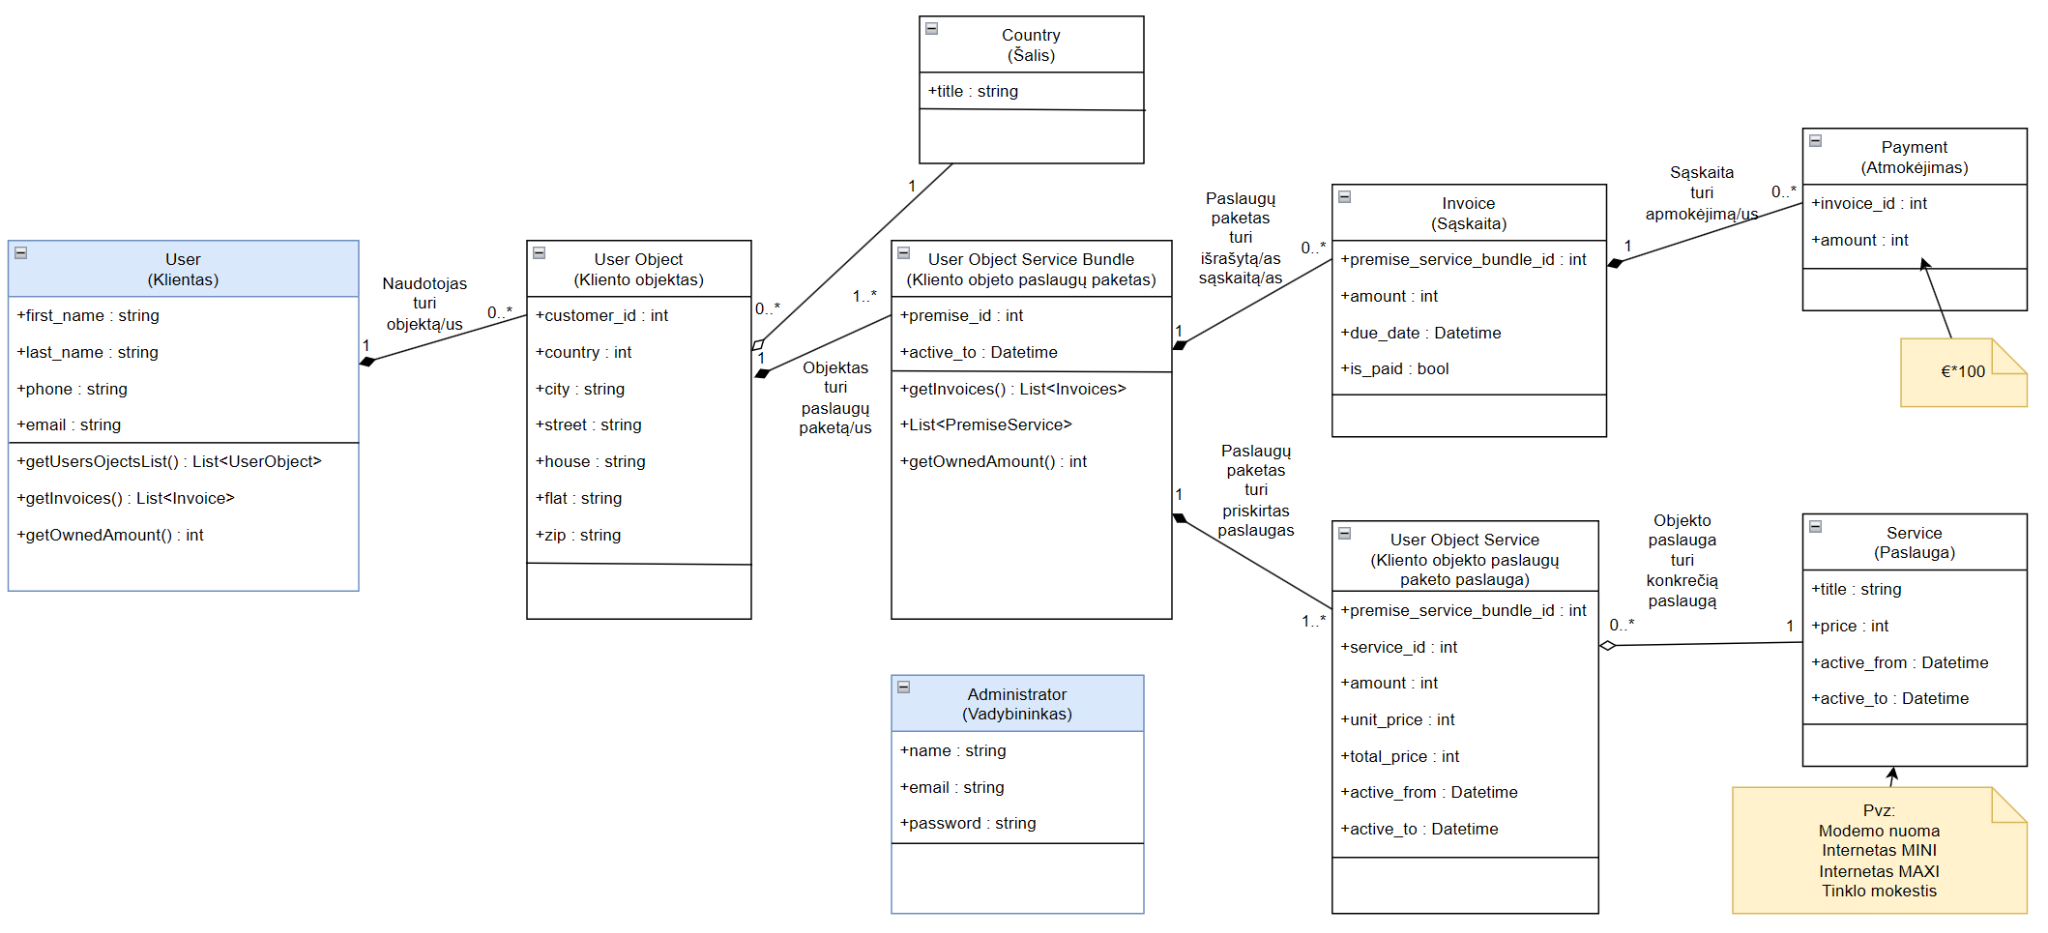 Country
(Šalis)
+title : string
1
User
(Klientas)
+first_name : string
+last_name : string
+phone : string
+email : string
+getUsersOjectsList() : List<UserObject>
+getInvoices() : List<Invoice>
+getOwnedAmount() : int
Naudotojas
turi
objektą/us
1
0..*
User Object
(Kliento objektas)
+customer_id : int
+country : int
+city : string
+street : string
+house : string
+flat : string
+zip : string
0..*
1
1..*
Objektas
turi
paslaugų
paketą/us
User Object Service Bundle
(Kliento objeto paslaugų paketas)
+premise_id : int
+active_to : Datetime
+getInvoices() : List<Invoices>
+List<PremiseService>
+getOwnedAmount() : int
Paslaugų
paketas
turi
išrašytą/as
sąskaitą/as
0..*
1
Invoice
(Sąskaita)
+premise_service_bundle_id : int
+amount : int
+due_date : Datetime
+is_paid : bool
Sąskaita
turi
apmokėjimą/us
0..*
1
Payment
(Atmokėjimas)
+invoice_id : int
+amount : int
€*100
Paslaugų
paketas
turi
priskirtas
paslaugas
1
1..*
User Object Service
(Kliento objekto paslaugų
paketo paslauga)
+premise_service_bundle_id : int
+service_id : int
+amount : int
+unit_price : int
+total_price : int
+active_from : Datetime
+active_to : Datetime
Objekto
paslauga
turi
konkrečią
paslaugą
0..*
1
Service
(Paslauga)
+title : string
+price : int
+active_from : Datetime
+active_to : Datetime
Pvz:
Modemo nuoma
Internetas MINI
Internetas MAXI
Tinklo mokestis
Administrator
(Vadybininkas)
+name : string
+email : string
+password : string